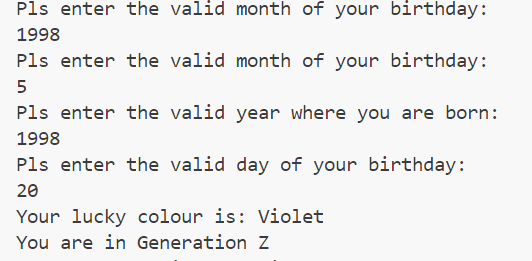 Pls enter the valid month of your birthday:
1998
Pls enter the valid month of your birthday:
5
Pls enter the valid year where you are born:
1998
Pls enter the valid day of your birthday:
20
Your lucky colour is: Violet
You are in Generation Z